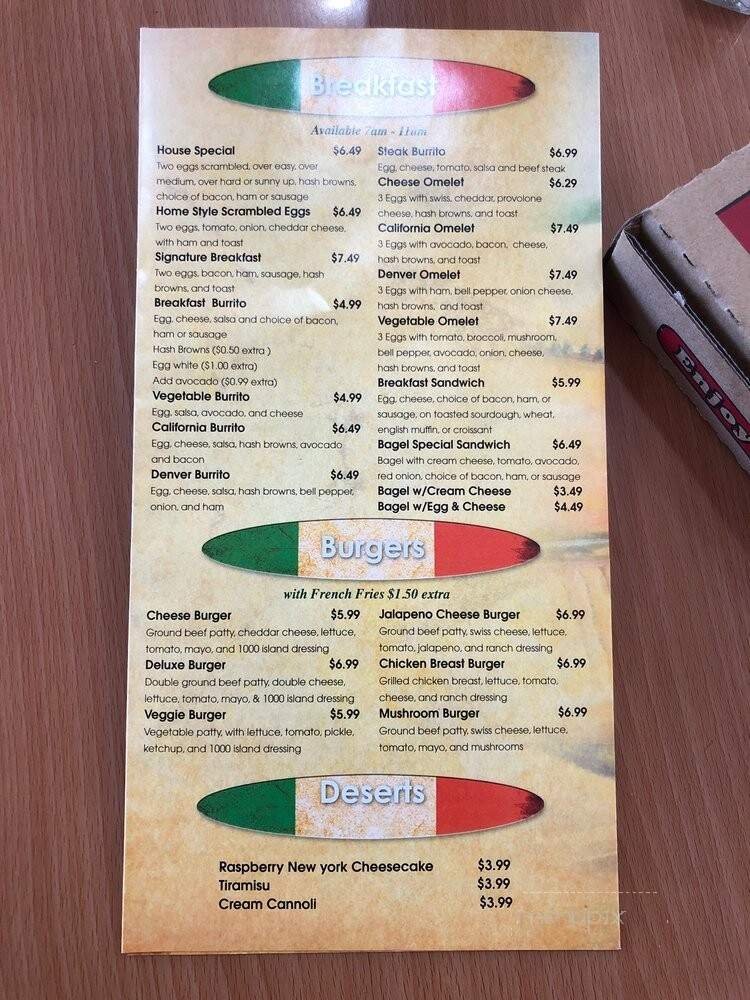 Breakfast
Available 7am - 11am
House Special $6.49
Two eggs scrambled, over easy, over
medium, over hard or sunny up, hash browns,
choice of bacon, ham or sausage
Home Style Scrambled Eggs $6.49
Two eggs, tomato, onion, cheddar cheese,
with ham and toast
Signature Breakfast $7.49
Two eggs, bacon, ham, sausage, hash
browns, and toast
Breakfast Burrito $4.99
Egg, cheese, salsa and choice of bacon,
ham or sausage
Hash Browns ($0.50 extra )
Egg white ($1.00 extra)
Add avocado ($0.99 extra)
Vegetable Burrito $4.99
Egg, salsa, avocado, and cheese
California Burrito $6.49
Egg, cheese, salsa, hash browns, avocado
and bacon
Denver Burrito $6.49
Egg, cheese, salsa, hash browns, bell pepper,
onion, and ham
Steak Burrito $6.99
Egg, cheese, tomato, salsa and beef steak
Cheese Omelet $6.29
3 Eggs with swiss, cheddar, provolone
cheese, hash browns, and toast
California Omelet $7.49
3 Eggs with avocado, bacon, cheese,
hash browns, and toast
Denver Omelet $7.49
3 Eggs with ham, bell pepper, onion cheese,
hash browns, and toast
Vegetable Omelet $7.49
3 Eggs with tomato, broccoli, mushroom,
bell pepper, avocado, onion, cheese,
hash browns, and toast
Breakfast Sandwich $5.99
Egg, cheese, choice of bacon, ham, or
sausage, on toasted sourdough, wheat,
english muffin, or croissant
Bagel Special Sandwich $6.49
Bagel with cream cheese, tomato, avocado,
red onion, choice of bacon, ham, or sausage
Bagel w/Cream Cheese $3.49
Bagel w/Egg & Cheese $4.49
Burgers
with French Fries $1.50 extra
Cheese Burger $5.99
Ground beef patty, cheddar cheese, lettuce,
tomato, mayo, and 1000 island dressing
Deluxe Burger $6.99
Double ground beef patty, double cheese,
lettuce, tomato, mayo, & 1000 island dressing
Veggie Burger $5.99
Vegetable patty, with lettuce, tomato, pickle,
ketchup, and 1000 island dressing
Jalapeno Cheese Burger $6.99
Ground beef patty, swiss cheese, lettuce,
tomato, jalapeno, and ranch dressing
Chicken Breast Burger $6.99
Grilled chicken breast, lettuce, tomato,
cheese, and ranch dressing
Mushroom Burger $6.99
Ground beef patty, swiss cheese, lettuce,
tomato, mayo, and mushrooms
Deserts
Raspberry New york Cheesecake $3.99
Tiramisu $3.99
Cream Cannoli $3.99
Enjoy